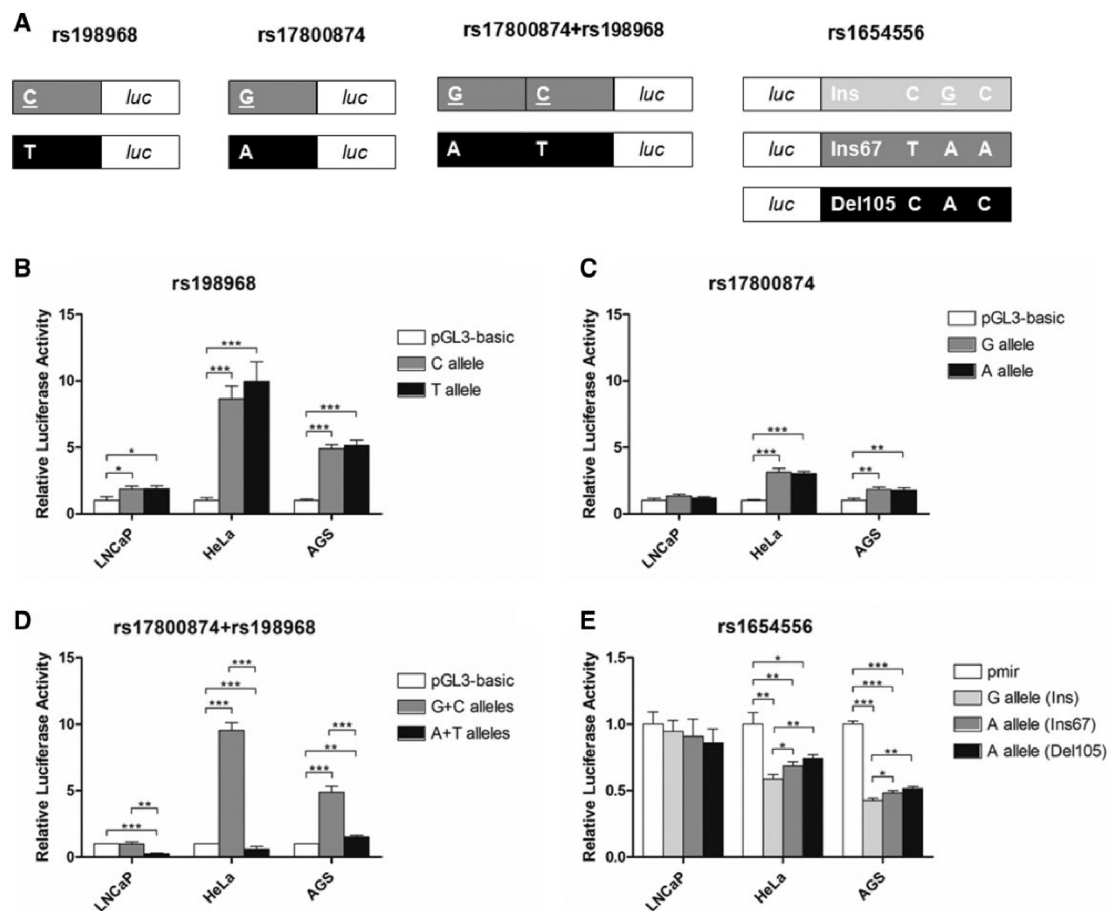 A
rs198968
rs17800874
rs17800874+rs198968
rs1654556
C luc
G luc
G C luc
luc Ins C G C
T luc
A luc
A T luc
luc Ins67 T A A
luc Del105 C A C
B
rs198968
Relative Luciferase Activity
15
10
5
0
LNCaP
HeLa
AGS
*
*
***
***
***
***
pGL3-basic
C allele
T allele
C
rs17800874
Relative Luciferase Activity
15
10
5
0
LNCaP
HeLa
AGS
***
***
**
**
pGL3-basic
G allele
A allele
D
rs17800874+rs198968
Relative Luciferase Activity
15
10
5
0
LNCaP
HeLa
AGS
**
***
***
***
***
***
**
***
pGL3-basic
G+C alleles
A+T alleles
E
rs1654556
Relative Luciferase Activity
1.5
1.0
0.5
0.0
LNCaP
HeLa
AGS
*
**
**
**
*
***
***
***
**
*
pmir
G allele (Ins)
A allele (Ins67)
A allele (Del105)